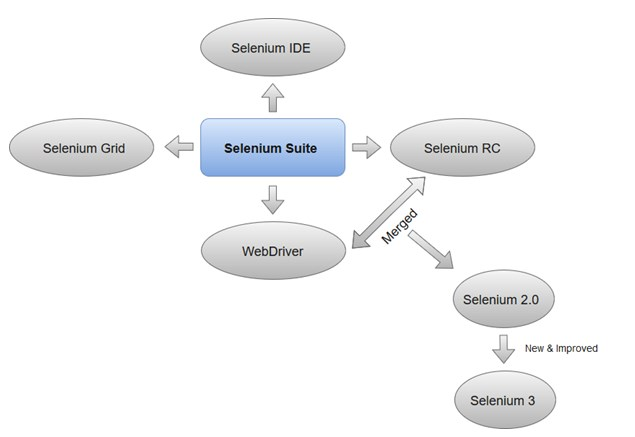 Selenium IDE
Selenium Grid
Selenium Suite
Selenium RC
WebDriver
Merged
Selenium 2.0
New & Improved
Selenium 3